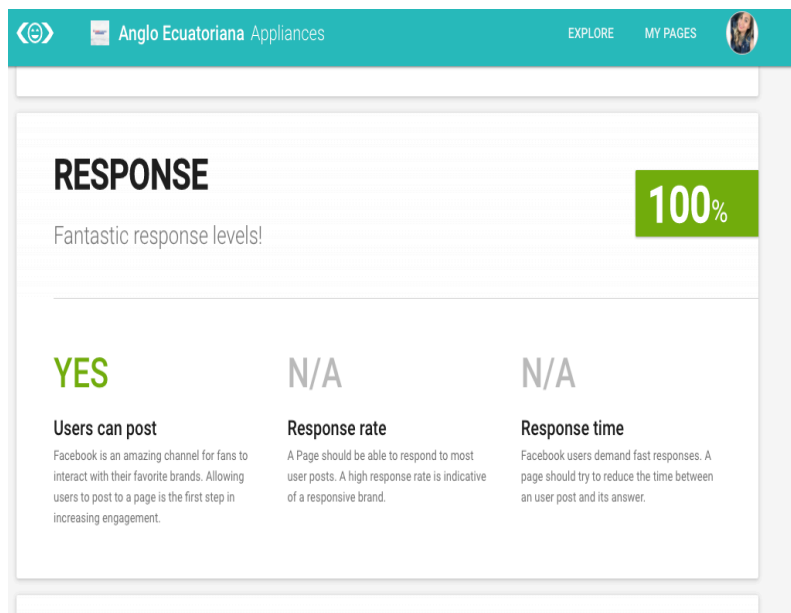 Anglo Ecuatoriana Appliances EXPLORE MY PAGES
RESPONSE
100%
Fantastic response levels!
YES
Users can post
Facebook is an amazing channel for fans to
interact with their favorite brands. Allowing
users to post to a page is the first step in
increasing engagement.
N/A
Response rate
A Page should be able to respond to most
user posts. A high response rate is indicative
of a responsive brand.
N/A
Response time
Facebook users demand fast responses. A
page should try to reduce the time between
an user post and its answer.